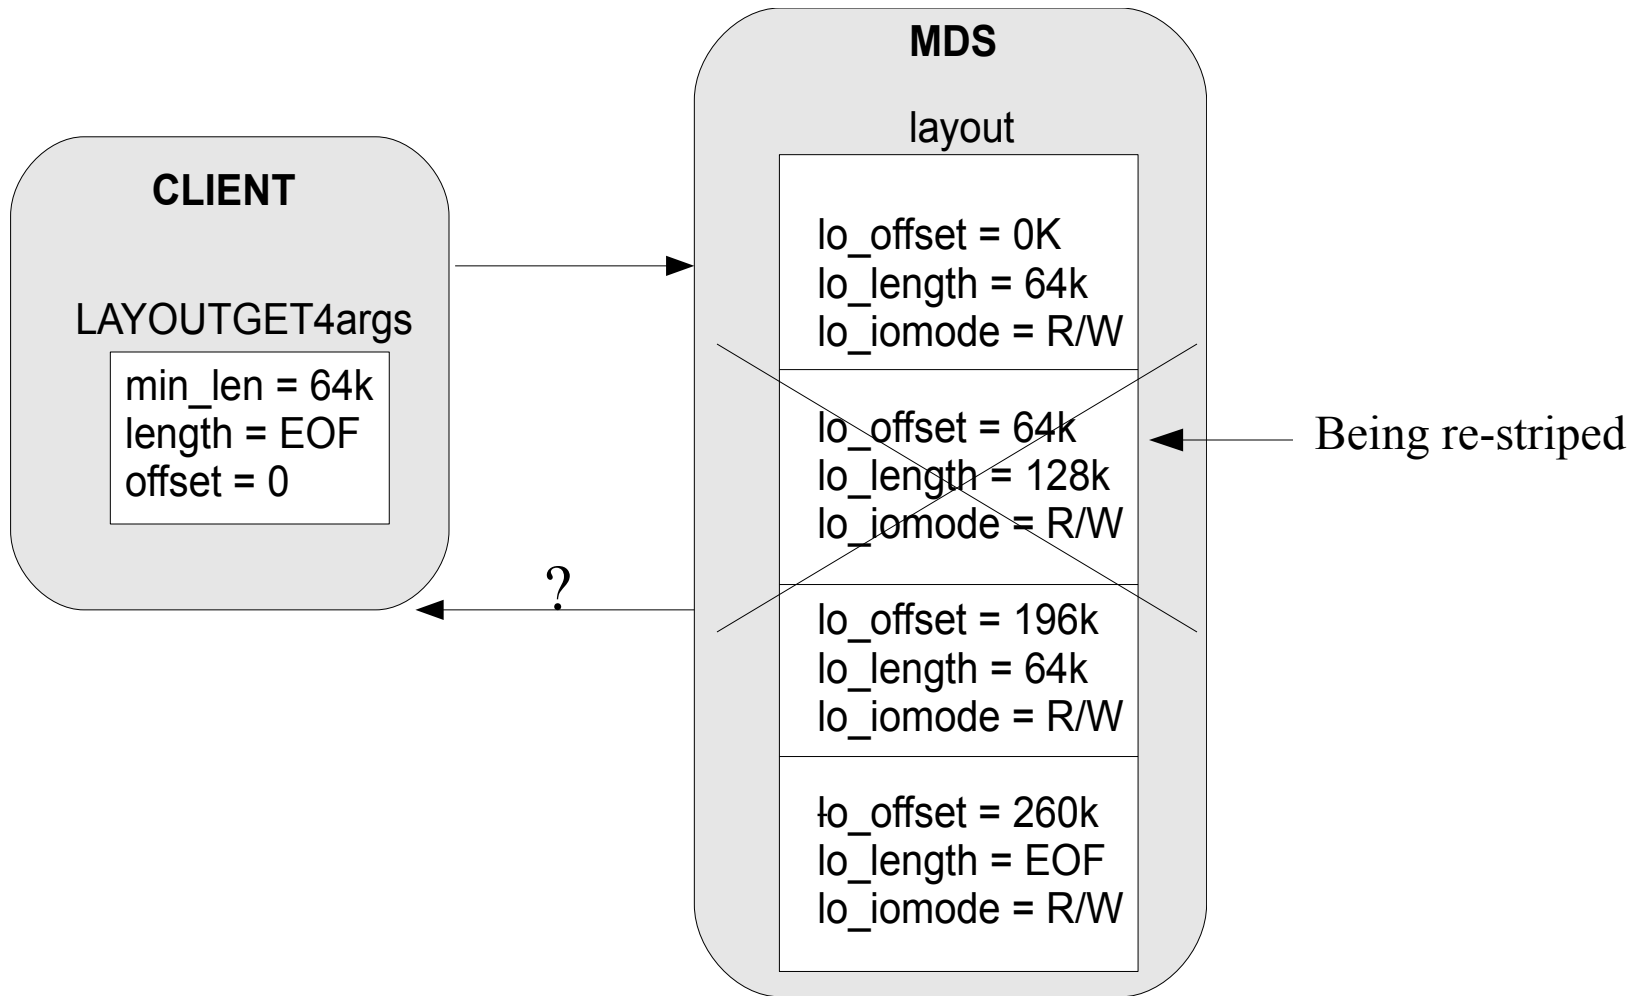 MDS
layout
CLIENT
LAYOUTGET4args
min_len = 64k
length = EOF
offset = 0
lo_offset = 0K
lo_length = 64k
lo_iomode = R/W
lo_offset = 64k
lo_length = 128k
lo_iomode = R/W
Being re-striped
?
lo_offset = 196k
lo_length = 64k
lo_iomode = R/W
lo_offset = 260k
lo_length = EOF
lo_iomode = R/W